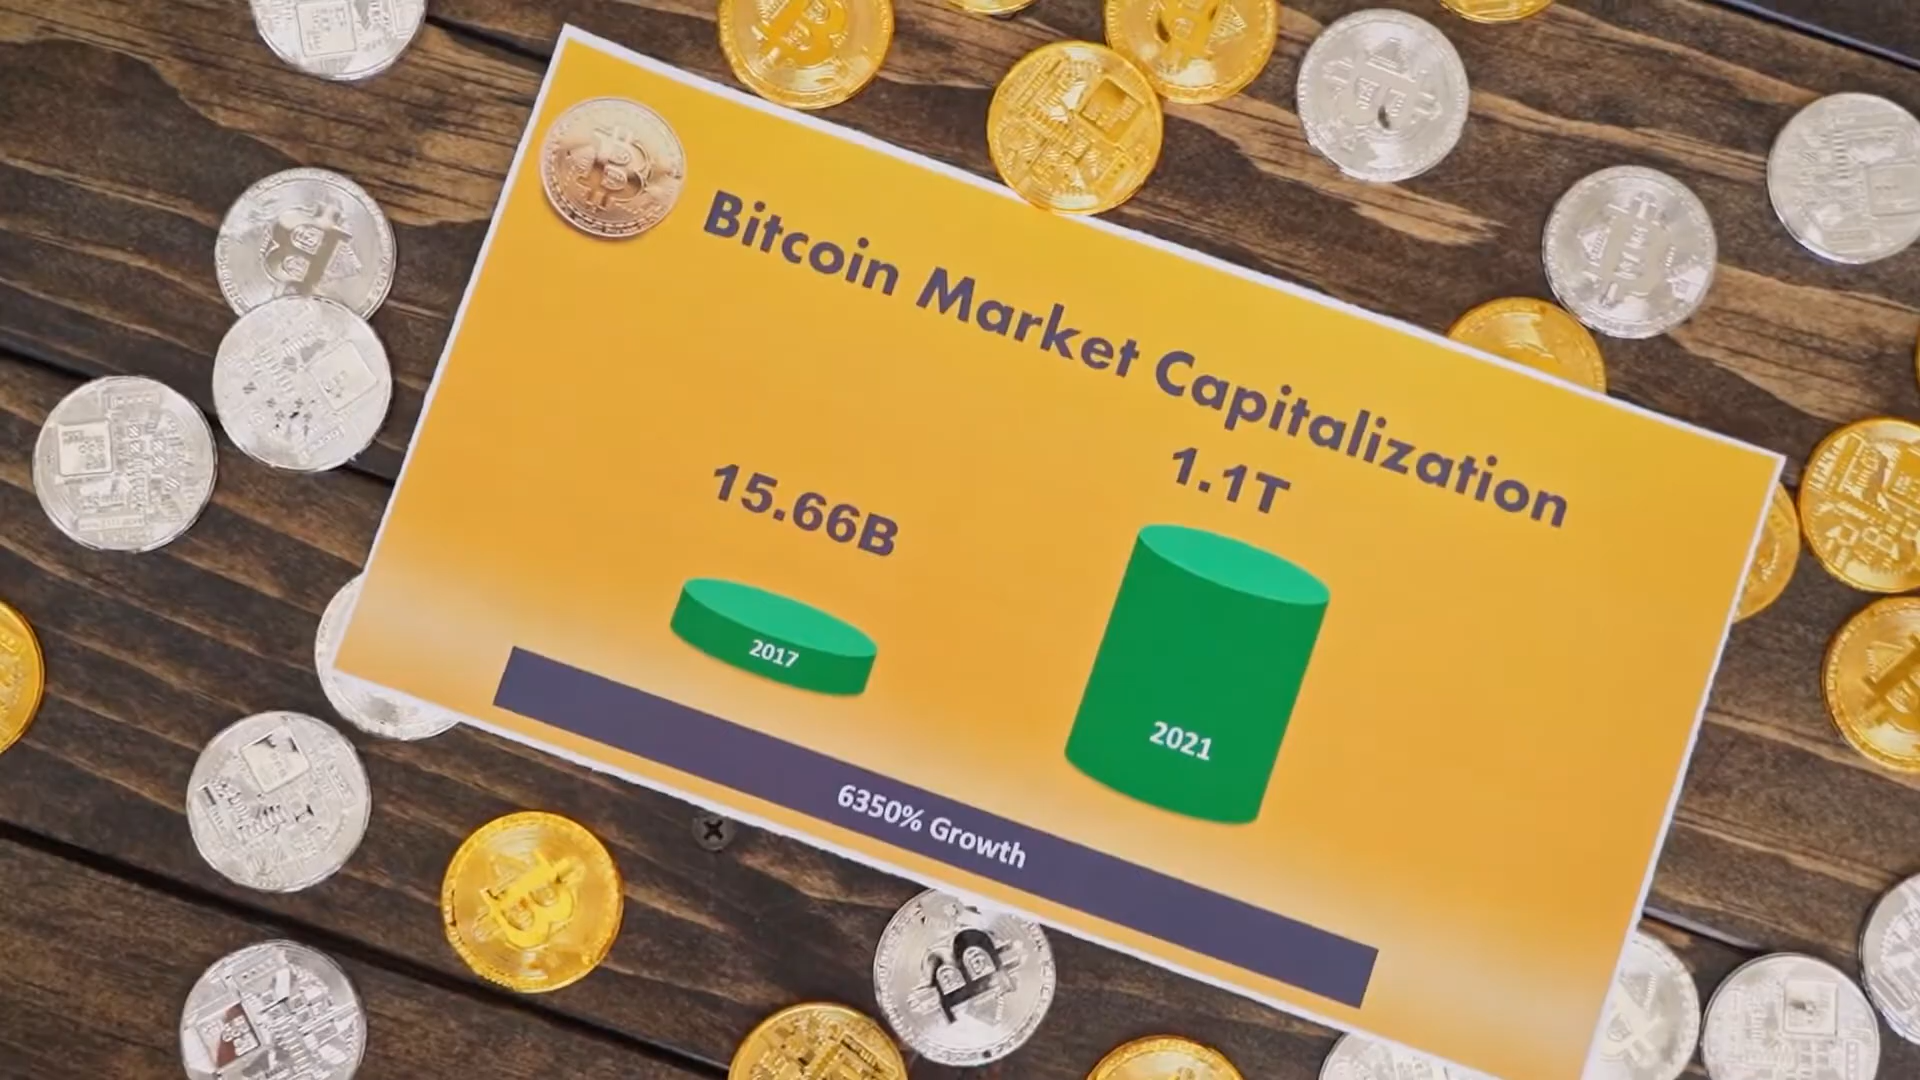 Bitcoin Market Capitalization
15.66B
1.1T
2017
2021
6350% Growth